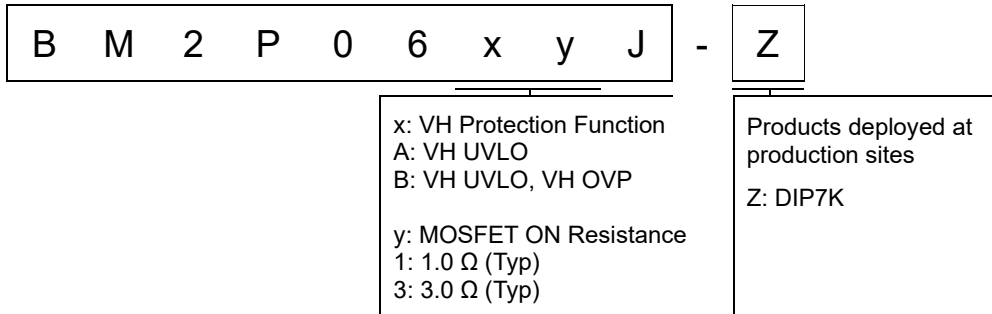 B M 2 P 0 6 x y J - Z
x: VH Protection Function
A: VH UVLO
B: VH UVLO, VH OVP
y: MOSFET ON Resistance
1: 1.0 Ω (Typ)
3: 3.0 Ω (Typ)
Products deployed at
production sites
Z: DIP7K